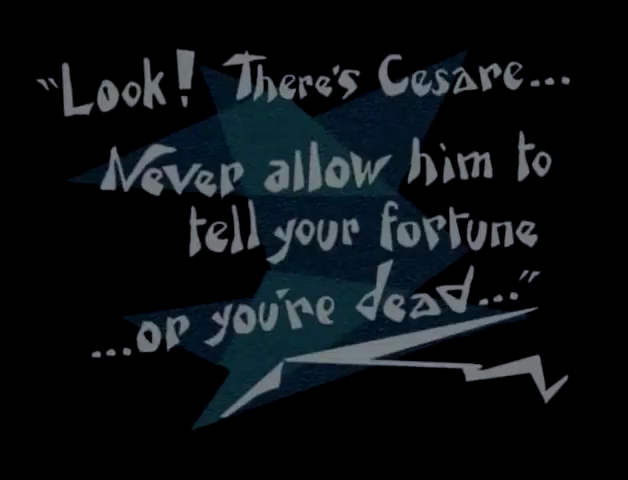 "Look! There's Cesare...
Never allow him to
tell your fortune
...or you're dead..."